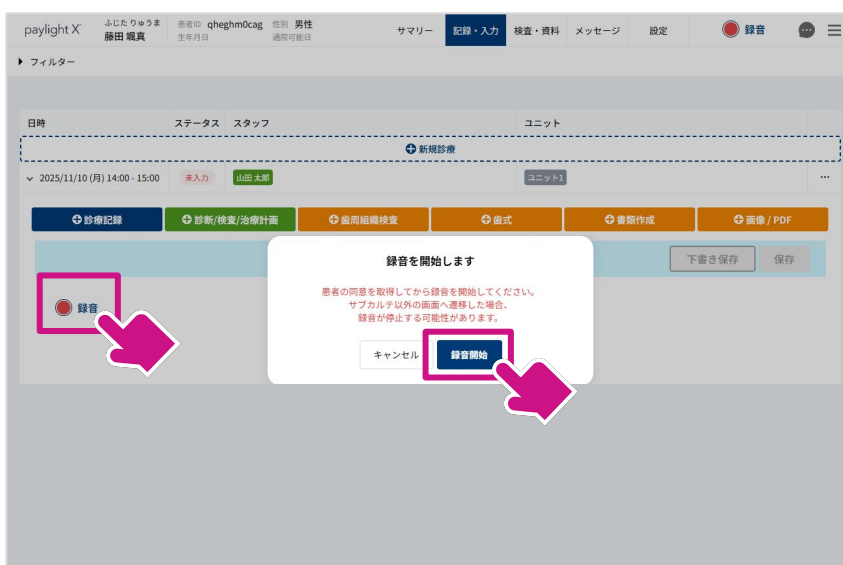 paylight X
ふじた りゅうま
藤田 颯真
患者ID qheghm0cag 性別 男性
生年月日 通院可能日
サマリー 記録・入力 検査・資料 メッセージ 設定 録音
フィルター
日時 ステータス スタッフ ユニット
新規診療
2025/11/10 (月) 14:00 - 15:00 未入力 山田 太郎 ユニット1 ...
診療記録 診断/検査/治療計画 歯周組織検査 歯式 書類作成 画像 / PDF
下書き保存 保存
録音
録音を開始します
患者の同意を取得してから録音を開始してください。
サブカルテ以外の画面へ遷移した場合、
録音が停止する可能性があります。
キャンセル 録音開始